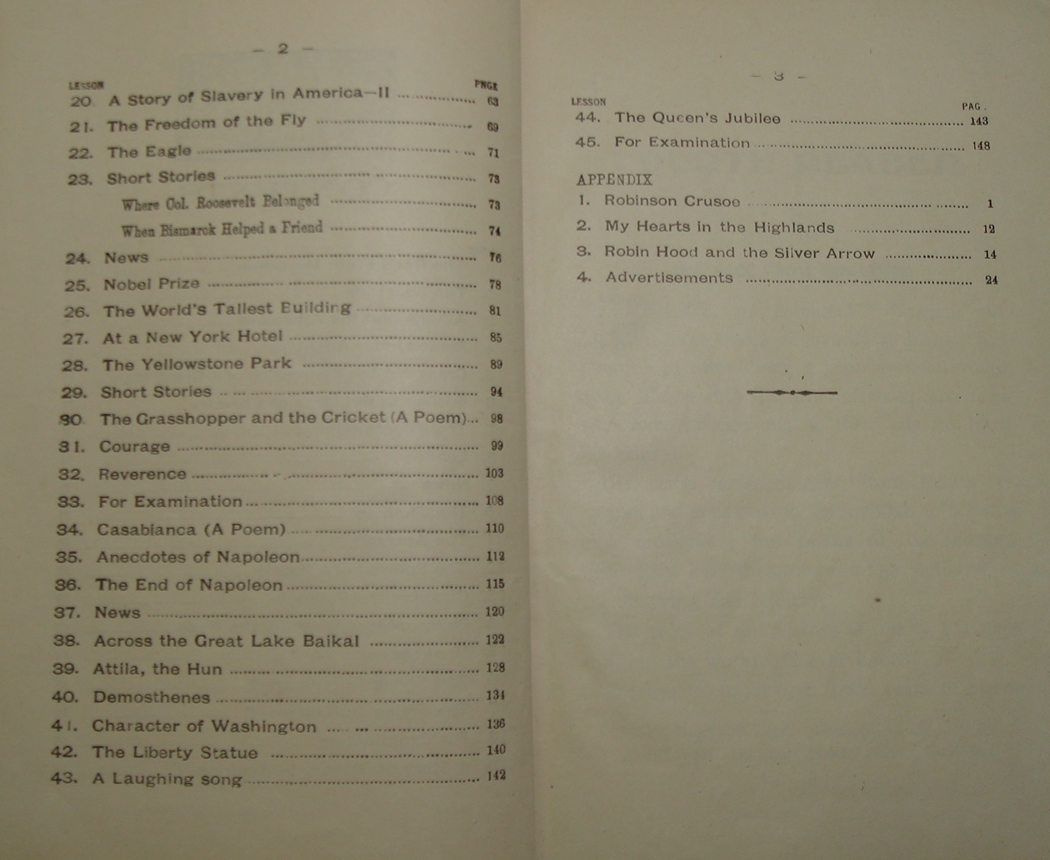 – 2 –
LESSON PAGE
20. A Story of Slavery in America—II 63
21. The Freedom of the Fly 69
22. The Eagle 71
23. Short Stories 73
Where Col. Roosevelt Belonged 73
When Bismarck Helped a Friend 74
24. News 76
25. Nobel Prize 78
26. The World's Tallest Building 81
27. At a New York Hotel 85
28. The Yellowstone Park 89
29. Short Stories 94
30. The Grasshopper and the Cricket (A Poem) 98
31. Courage 99
32. Reverence 103
33. For Examination 108
34. Casabianca (A Poem) 110
35. Anecdotes of Napoleon 112
36. The End of Napoleon 115
37. News 120
38. Across the Great Lake Baikal 122
39. Attila, the Hun 128
40. Demosthenes 134
41. Character of Washington 136
42. The Liberty Statue 140
43. A Laughing song 142
– 3 –
LESSON PAG.
44. The Queen's Jubilee 143
45. For Examination 148
APPENDIX
1. Robinson Crusoe 1
2. My Hearts in the Highlands 12
3. Robin Hood and the Silver Arrow 14
4. Advertisements 24